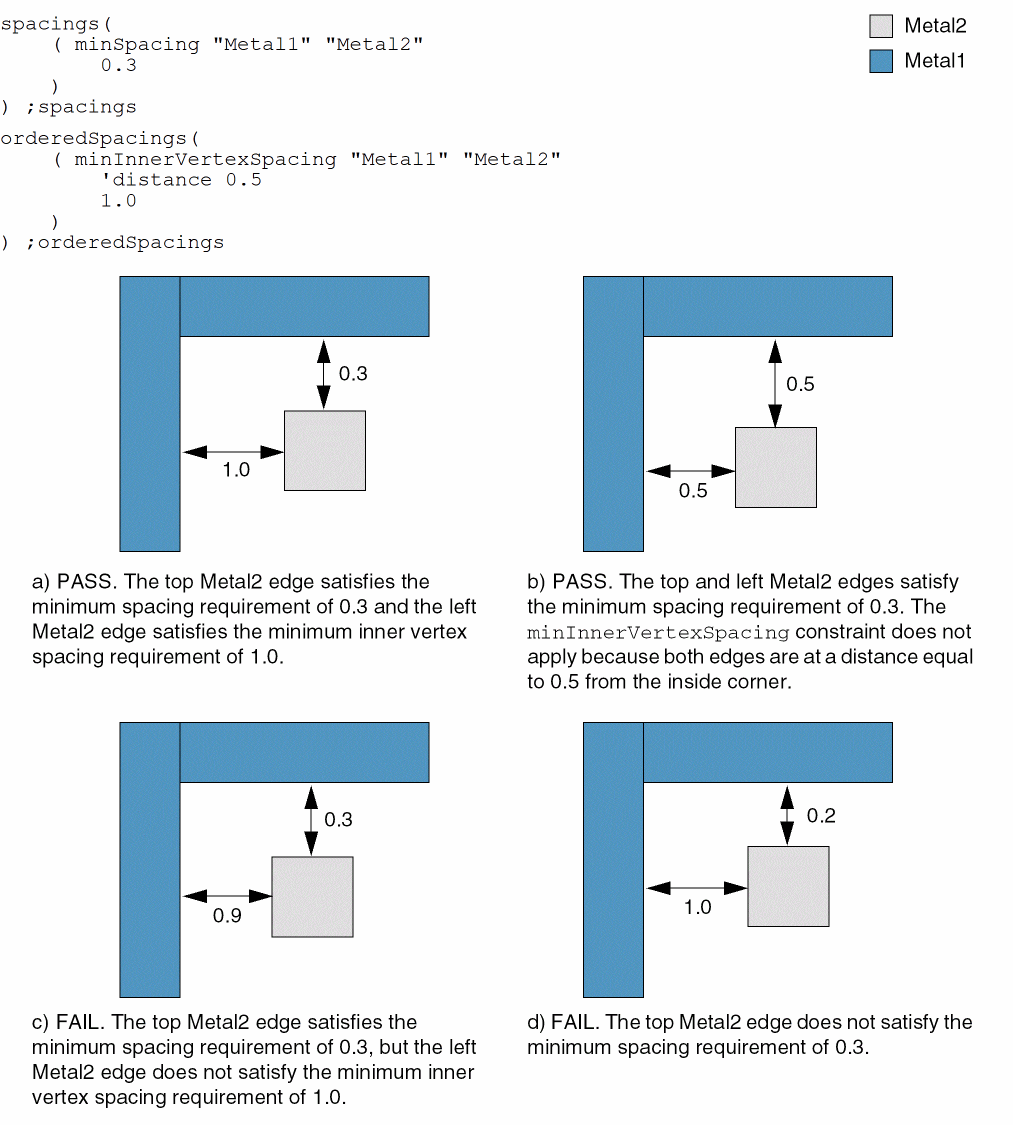 spacings(
( minSpacing "Metal1" "Metal2"
0.3
)
) ;spacings
orderedSpacings(
( minInnerVertexSpacing "Metal1" "Metal2"
'distance 0.5
1.0
)
) ;orderedSpacings
Metal2
Metal1
0.3
1.0
0.5
0.5
a) PASS. The top Metal2 edge satisfies the
minimum spacing requirement of 0.3 and the left
Metal2 edge satisfies the minimum inner vertex
spacing requirement of 1.0.
b) PASS. The top and left Metal2 edges satisfy
the minimum spacing requirement of 0.3. The
minInnerVertexSpacing constraint does not
apply because both edges are at a distance equal
to 0.5 from the inside corner.
0.3
0.9
0.2
1.0
c) FAIL. The top Metal2 edge satisfies the
minimum spacing requirement of 0.3, but the left
Metal2 edge does not satisfy the minimum inner
vertex spacing requirement of 1.0.
d) FAIL. The top Metal2 edge does not satisfy the
minimum spacing requirement of 0.3.